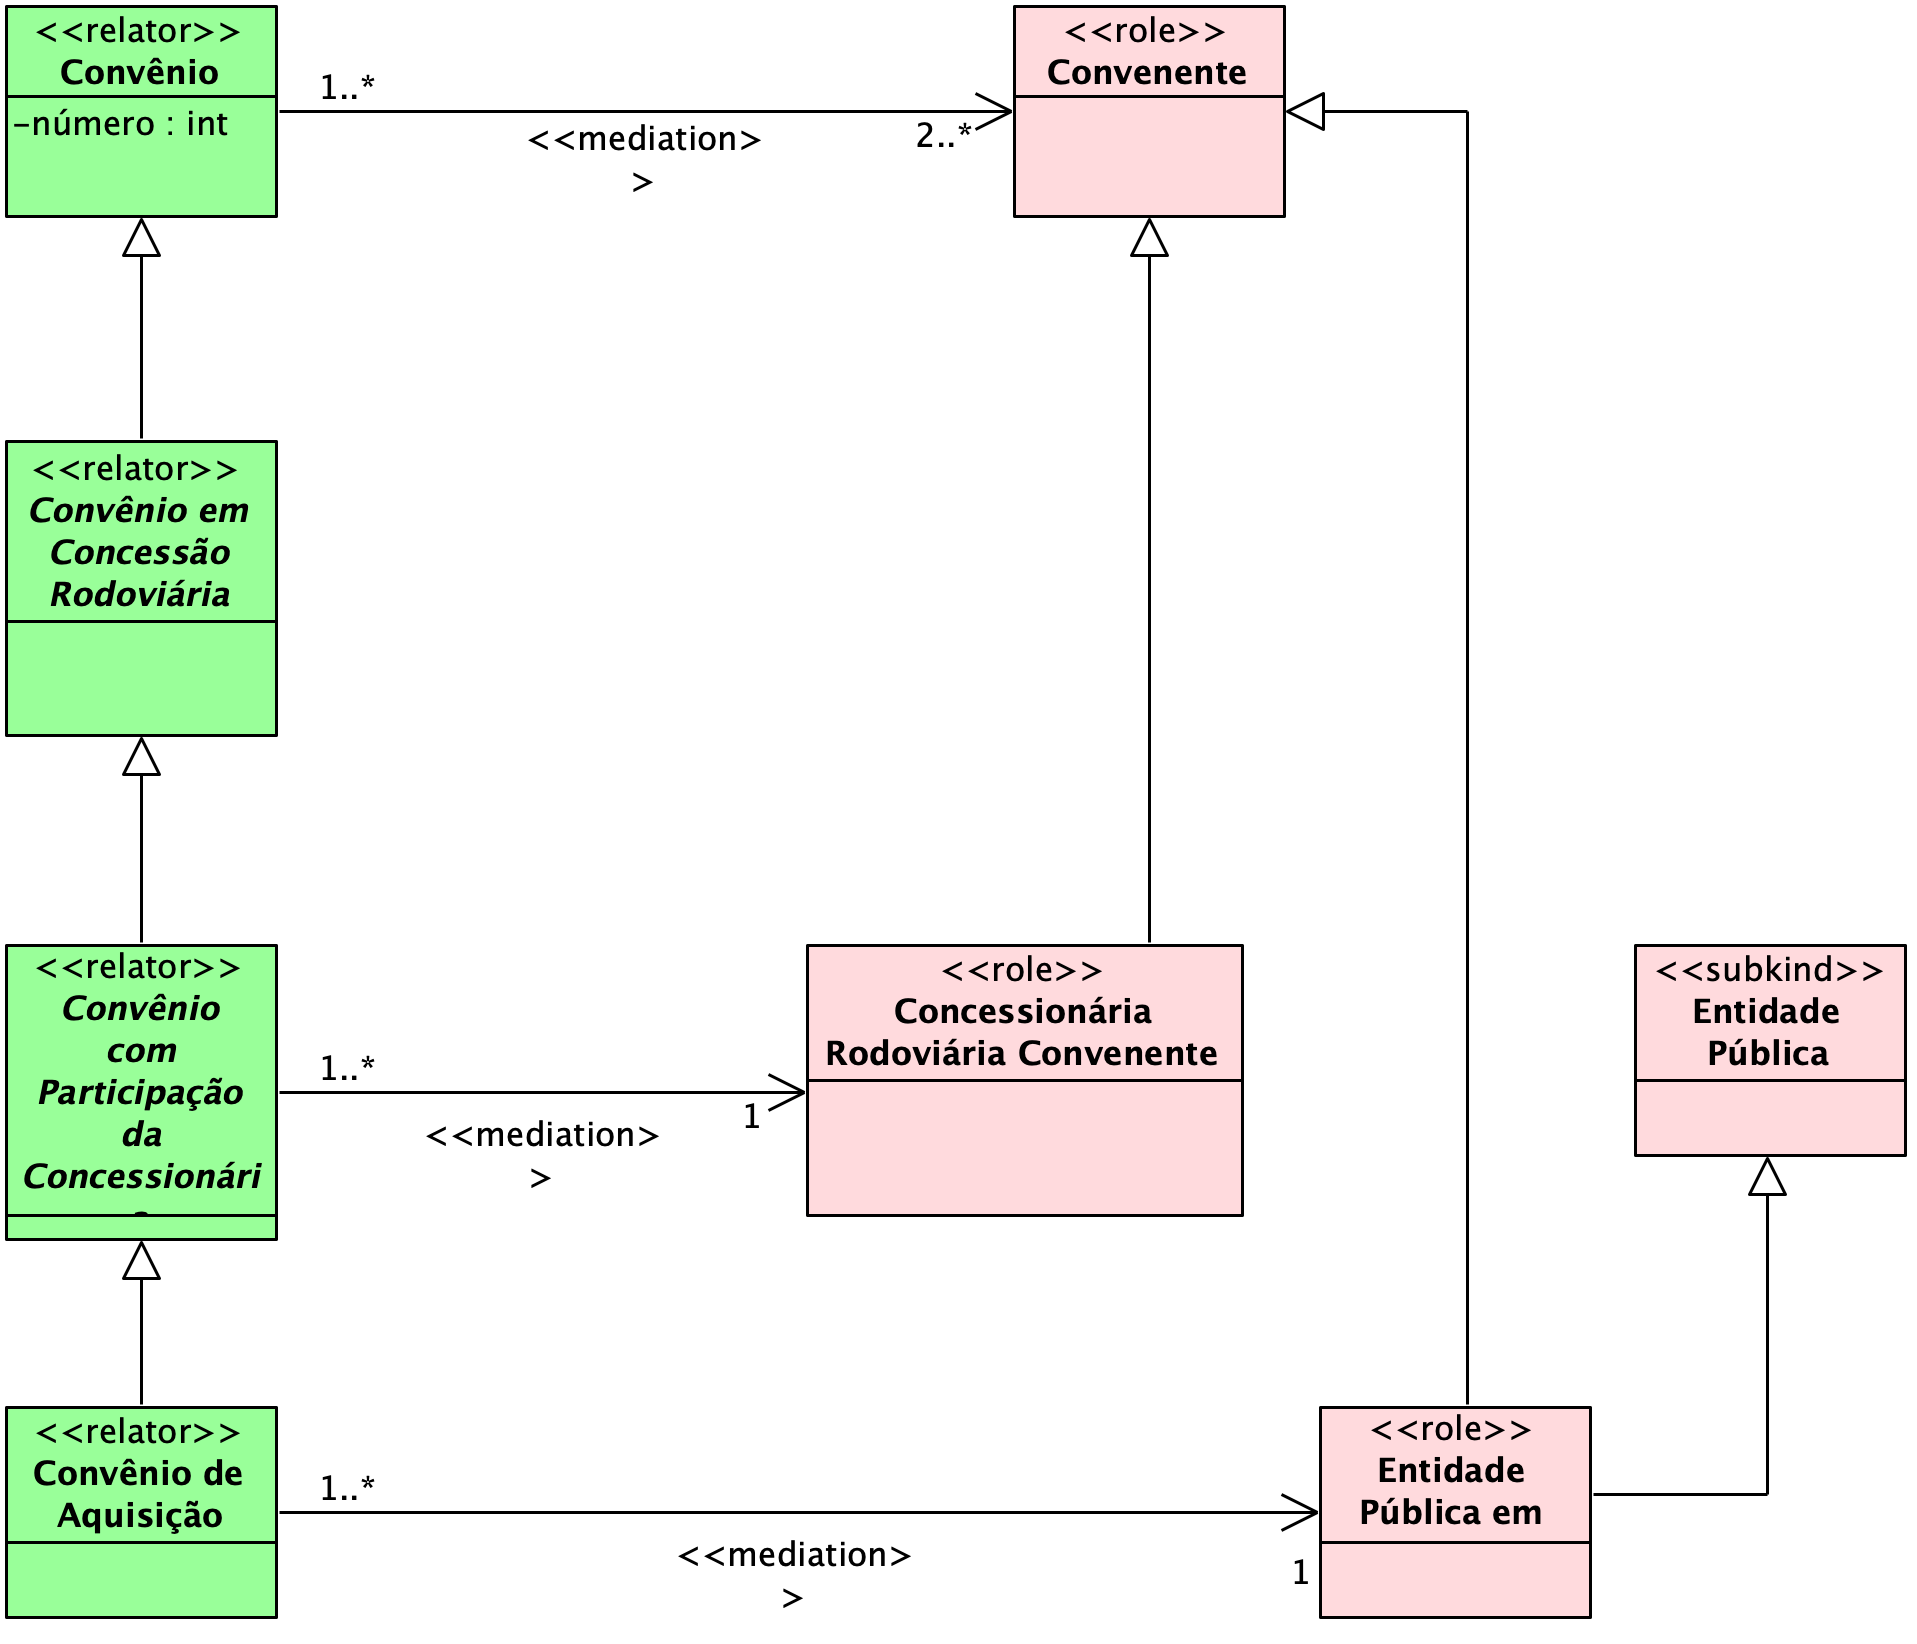 <<relator>>
Convênio
-número : int
1..*
<<mediation>
>
2..*
<<role>>
Convenente
<<relator>>
Convênio em
Concessão
Rodoviária
<<relator>>
Convênio
com
Participação
da
Concessionári
1..*
<<mediation>
>
1
<<role>>
Concessionária
Rodoviária Convenente
<<subkind>>
Entidade
Pública
<<relator>>
Convênio de
Aquisição
1..*
<<mediation>
>
1
<<role>>
Entidade
Pública em